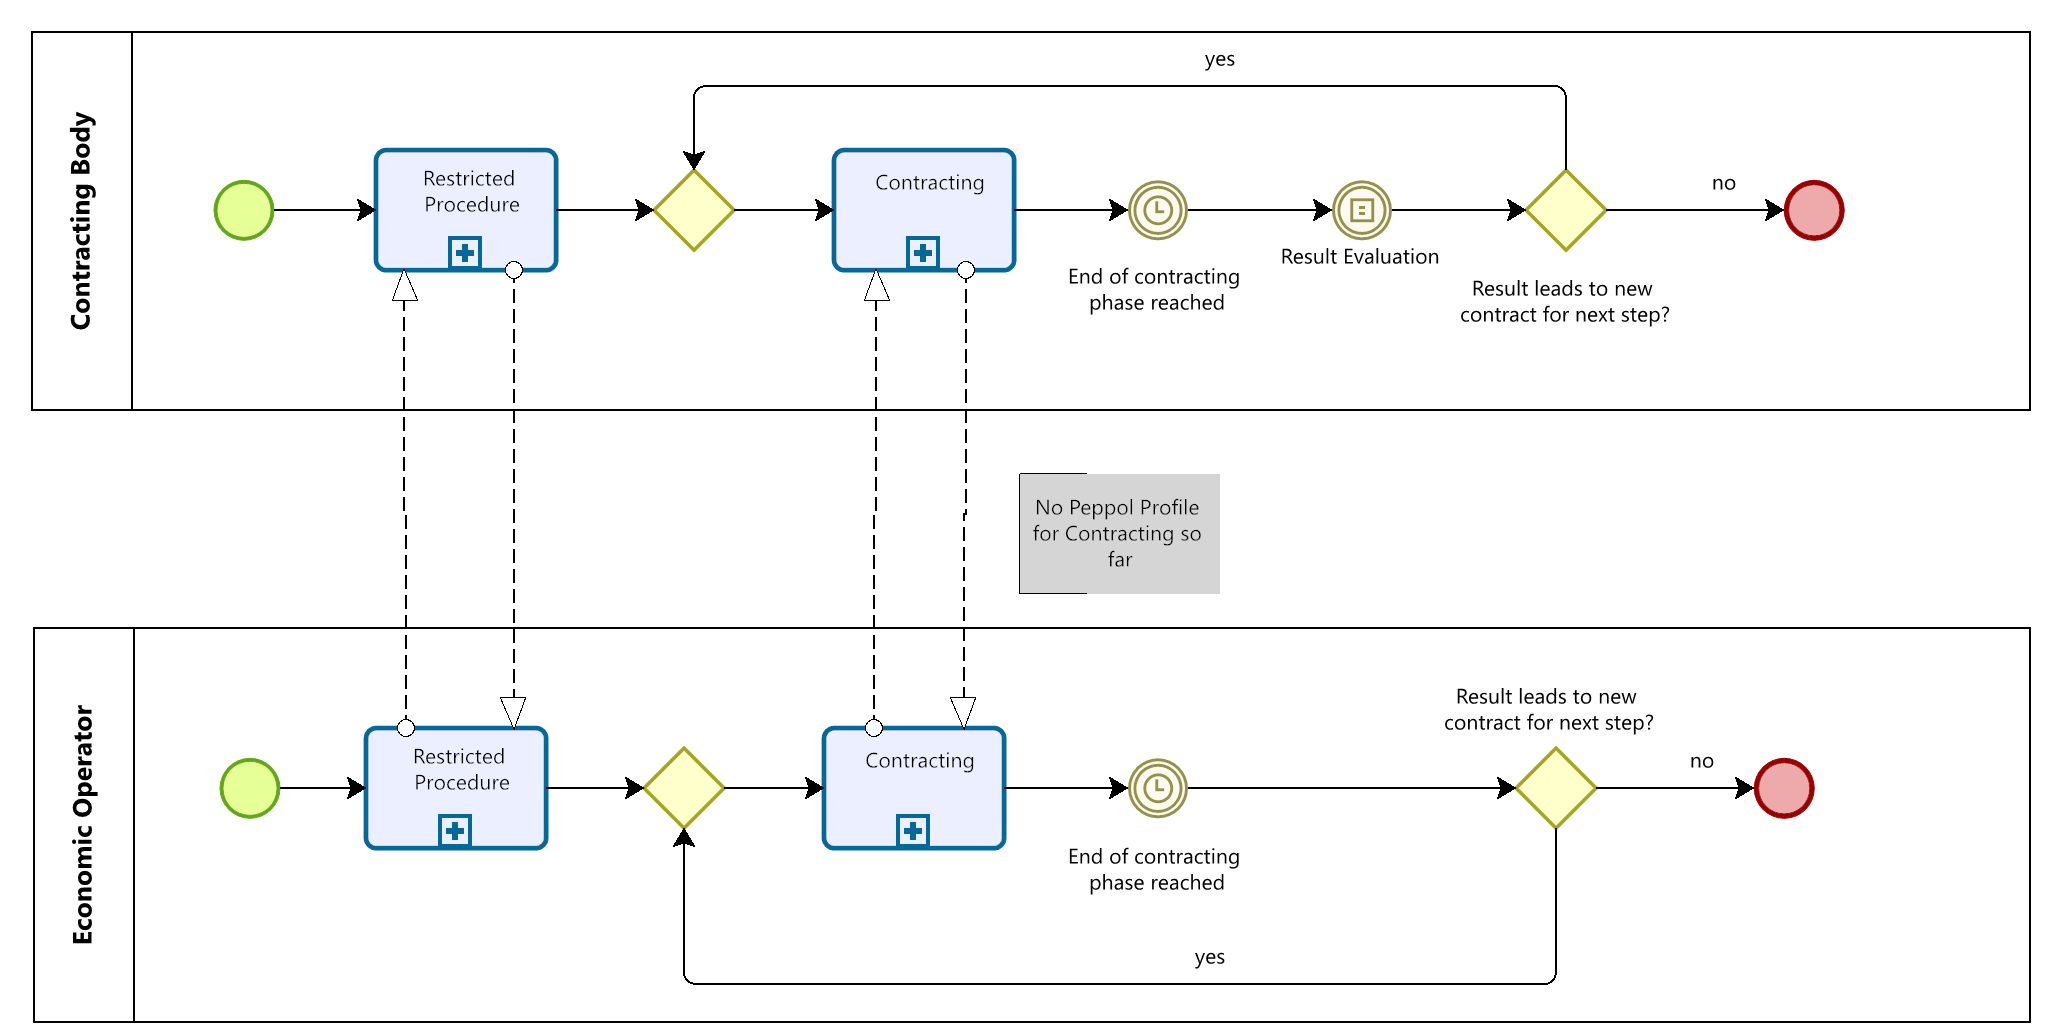 yes
Contracting Body
Restricted
Procedure
Contracting
no
Result Evaluation
End of contracting
phase reached
Result leads to new
contract for next step?
No Peppol Profile
for Contracting so
far
Economic Operator
Result leads to new
contract for next step?
Restricted
Procedure
Contracting
no
End of contracting
phase reached
yes